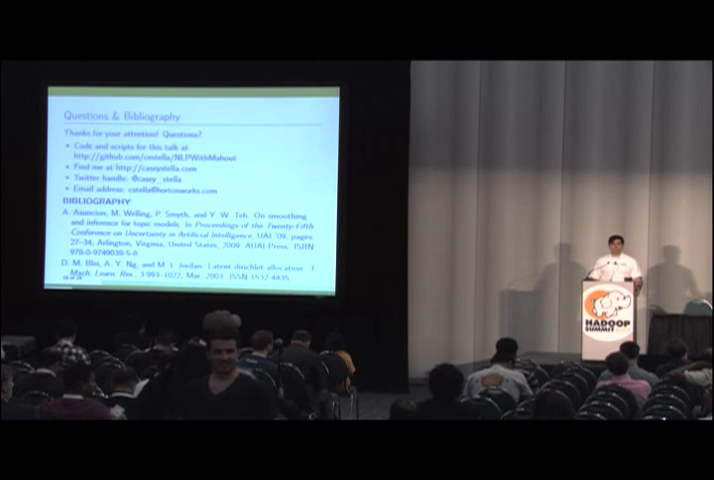 Questions & Bibliography
Thanks for your attention! Questions?
• Code and scripts for this talk at:
http://github.com/cestella/NLPWithMahout
• Find me at: http://caseystella.com
• Twitter handle: @casey_stella
• Email address: cstella@hortonworks.com
BIBLIOGRAPHY
A. Asuncion, M. Welling, P. Smyth, and Y. W. Teh. On smoothing
and inference for topic models. In Proceedings of the Twenty-Fifth
Conference on Uncertainty in Artificial Intelligence, UAI '09, pages
27–34, Arlington, Virginia, United States, 2009. AUAI Press. ISBN
978-0-9749039-5-8.
D. M. Blei, A. Y. Ng, and M. I. Jordan. Latent dirichlet allocation. J.
Mach. Learn. Res., 3:993–1022, Mar. 2003. ISSN 1532-4435.
HADOOP
SUMMIT